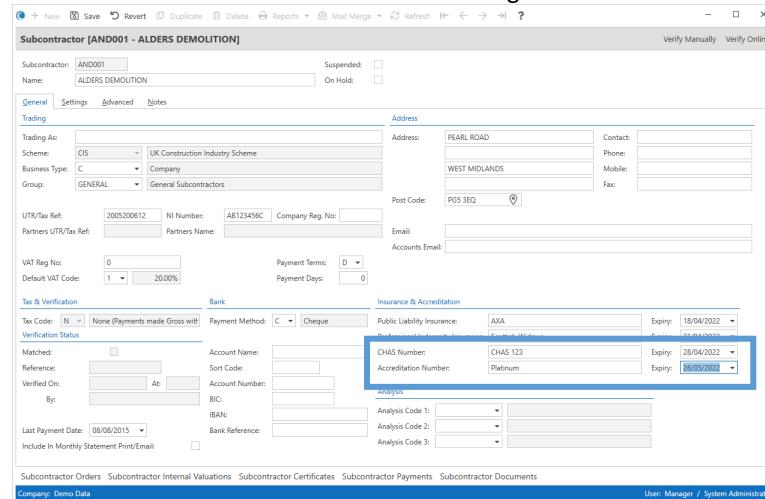 + New Save Revert Duplicate Delete Reports Mail Merge Refresh ?
Subcontractor [AND001 - ALDERS DEMOLITION] Verify Manually Verify Onlin
Subcontractor: AND001 Suspended:
Name: ALDERS DEMOLITION On Hold:
General Settings Advanced Notes
Trading Address
Trading As: Address: PEARL ROAD Contact:
Scheme: CIS UK Construction Industry Scheme Phone:
Business Type: C Company WEST MIDLANDS Mobile:
Group: GENERAL General Subcontractors Fax:
Post Code: PG5 3EQ
UTR/Tax Ref: 2005200612 NI Number: AB123456C Company Reg. No: Email:
Partners UTR/Tax Ref: Partners Name: Accounts Email:
VAT Reg No: 0 Payment Terms: D
Default VAT Code: 1 20.00% Payment Days: 0
Tax & Verification Bank Insurance & Accreditation
Tax Code: N None (Payments made Gross with Payment Method: C Cheque Public Liability Insurance: AXA Expiry: 18/04/2022
Verification Status
Matched: Account Name: CHAS Number: CHAS 123 Expiry: 28/04/2022
Reference: Sort Code: Accreditation Number: Platinum Expiry: 26/05/2022
Verified On: At: Account Number: Analysis
By: BIC: Analysis Code 1:
IBAN: Analysis Code 2:
Last Payment Date: 08/08/2015 Bank Reference: Analysis Code 3:
Include In Monthly Statement Print/Email:
Subcontractor Orders Subcontractor Internal Valuations Subcontractor Certificates Subcontractor Payments Subcontractor Documents
Company: Demo Data User: Manager / System Administrat